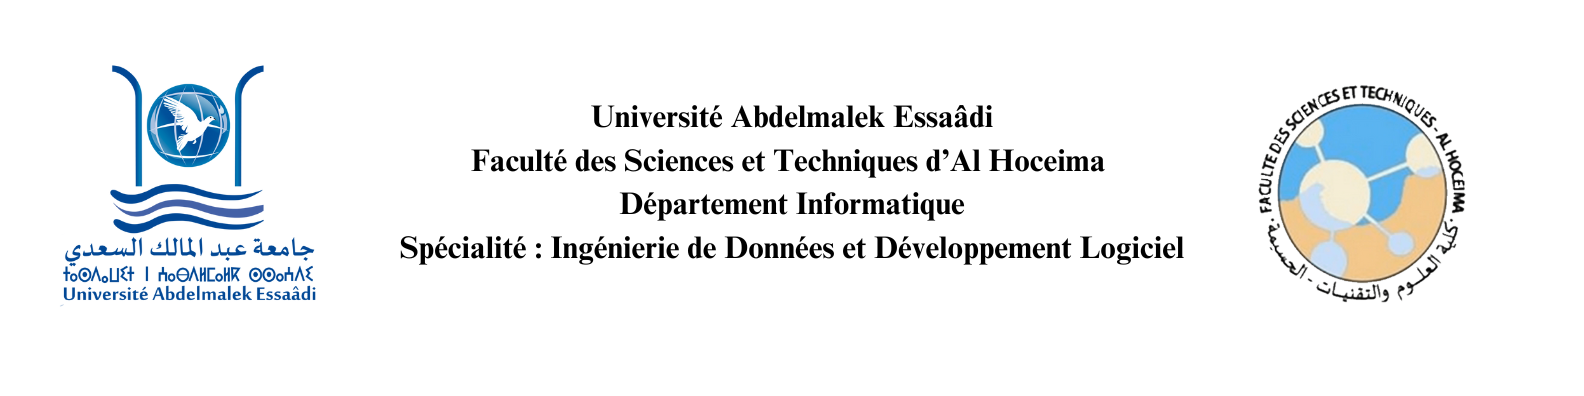 جامعة عبد المالك السعدي
ⵜⴰⵙⴷⴰⵡⵉⵜ ⵏ ⵄⴰⴱⴷⵍⵎⴰⵍⴽ ⵙⵙⴰⵄⴷⵉ
Université Abdelmalek Essaâdi
Université Abdelmalek Essaâdi
Faculté des Sciences et Techniques d’Al Hoceima
Département Informatique
Spécialité : Ingénierie de Données et Développement Logiciel
FACULTE DES SCIENCES ET TECHNIQUES - AL HOCEIMA
كلية العلوم والتقنيات - الحسيمة